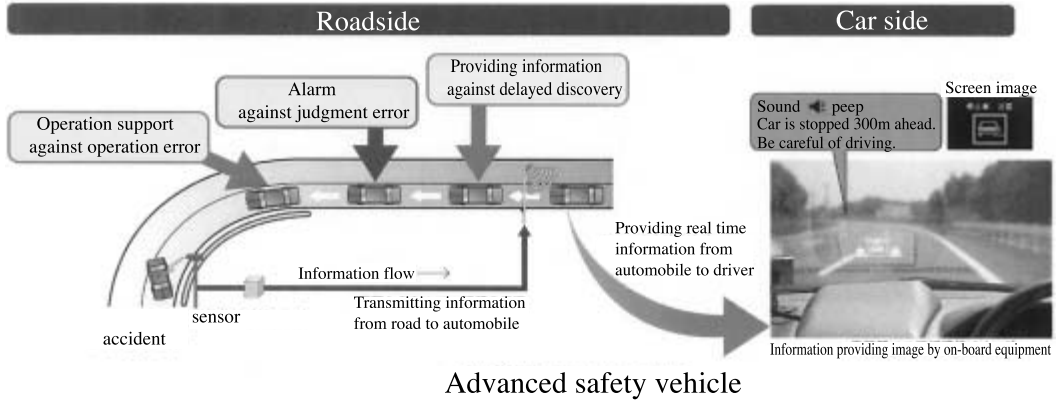 Roadside
Car side
Providing information
against delayed discovery
Alarm
against judgment error
Operation support
against operation error
Screen image
Sound peep
Car is stopped 300m ahead.
Be careful of driving.
Providing real time
information from
automobile to driver
Information flow
Transmitting information
from road to automobile
sensor
accident
Information providing image by on-board equipment
Advanced safety vehicle